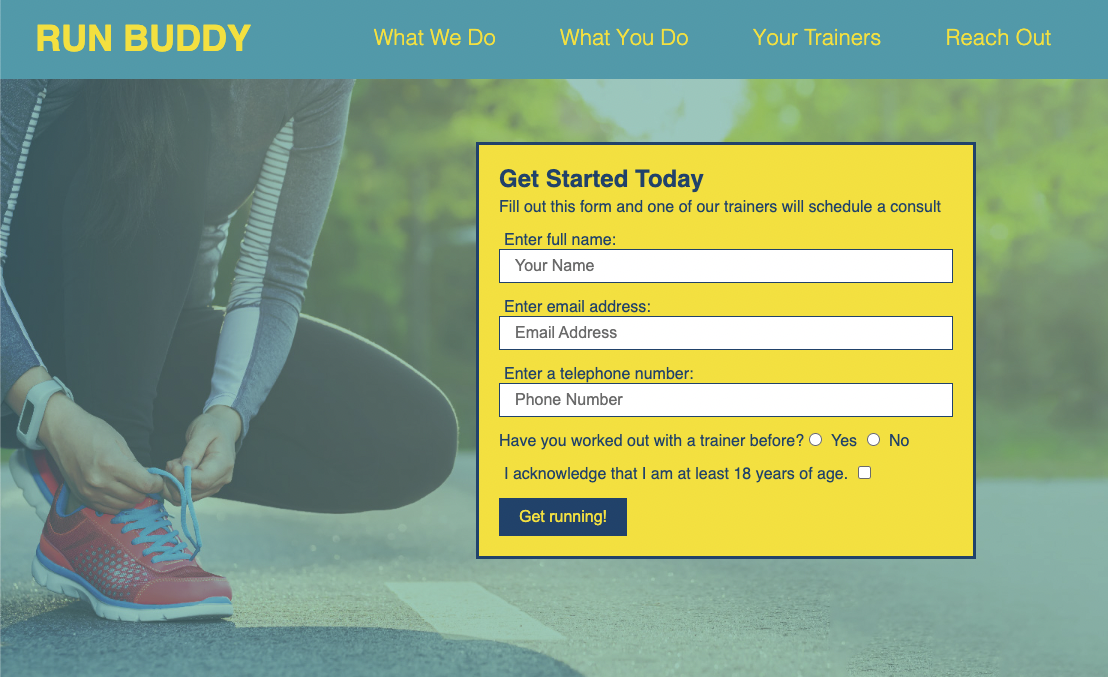 RUN BUDDY What We Do What You Do Your Trainers Reach Out
Get Started Today
Fill out this form and one of our trainers will schedule a consult
Enter full name:
Your Name
Enter email address:
Email Address
Enter a telephone number:
Phone Number
Have you worked out with a trainer before? Yes No
I acknowledge that I am at least 18 years of age.
Get running!